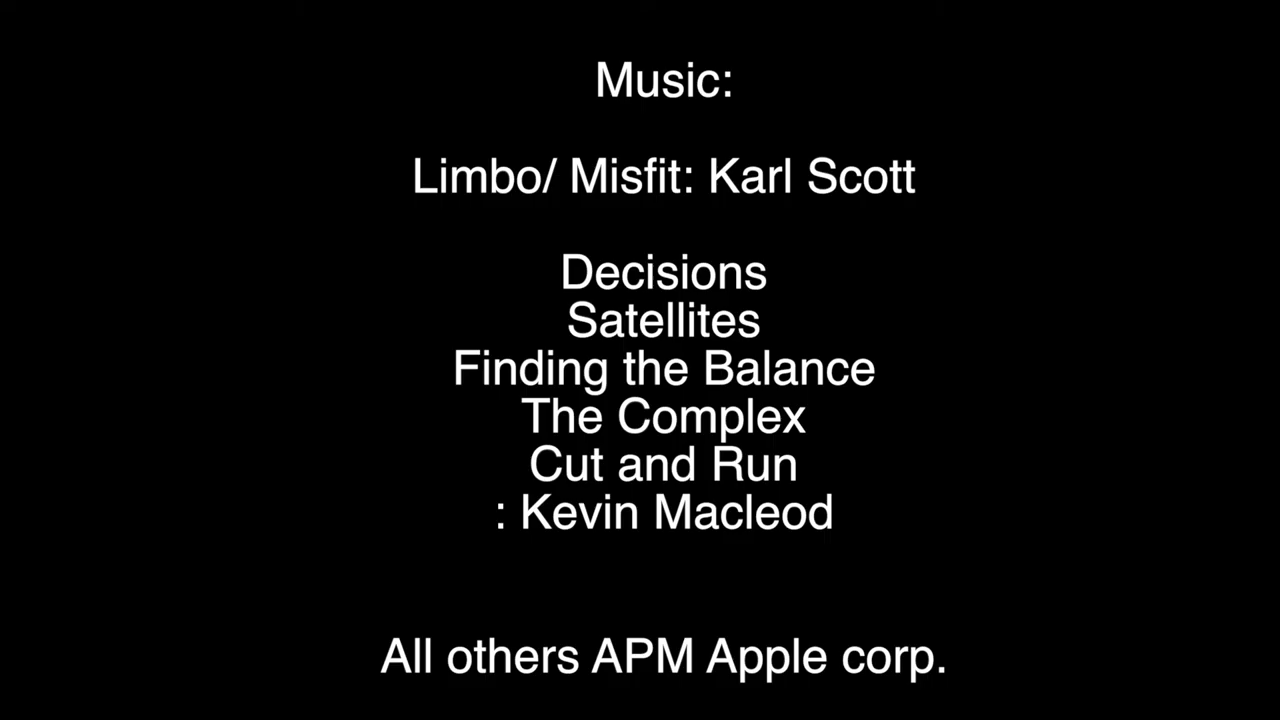 Music:
Limbo/ Misfit: Karl Scott
Decisions
Satellites
Finding the Balance
The Complex
Cut and Run
: Kevin Macleod
All others APM Apple corp.